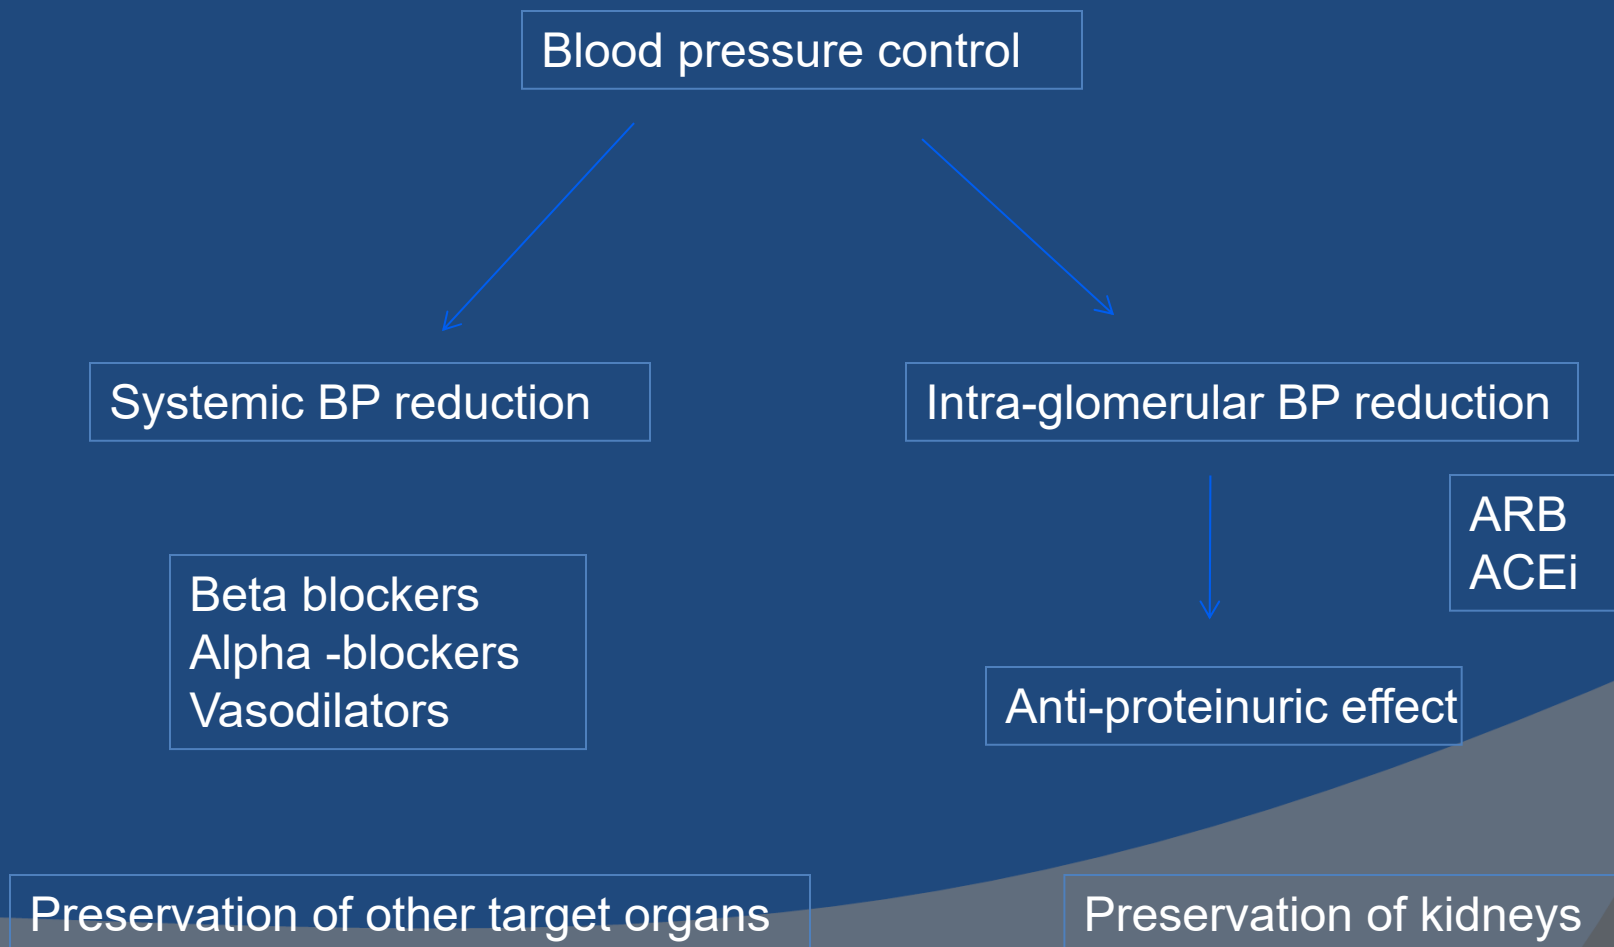 Blood pressure control
Systemic BP reduction
Intra-glomerular BP reduction
ARB
ACEi
Beta blockers
Alpha -blockers
Vasodilators
Anti-proteinuric effect
Preservation of other target organs
Preservation of kidneys